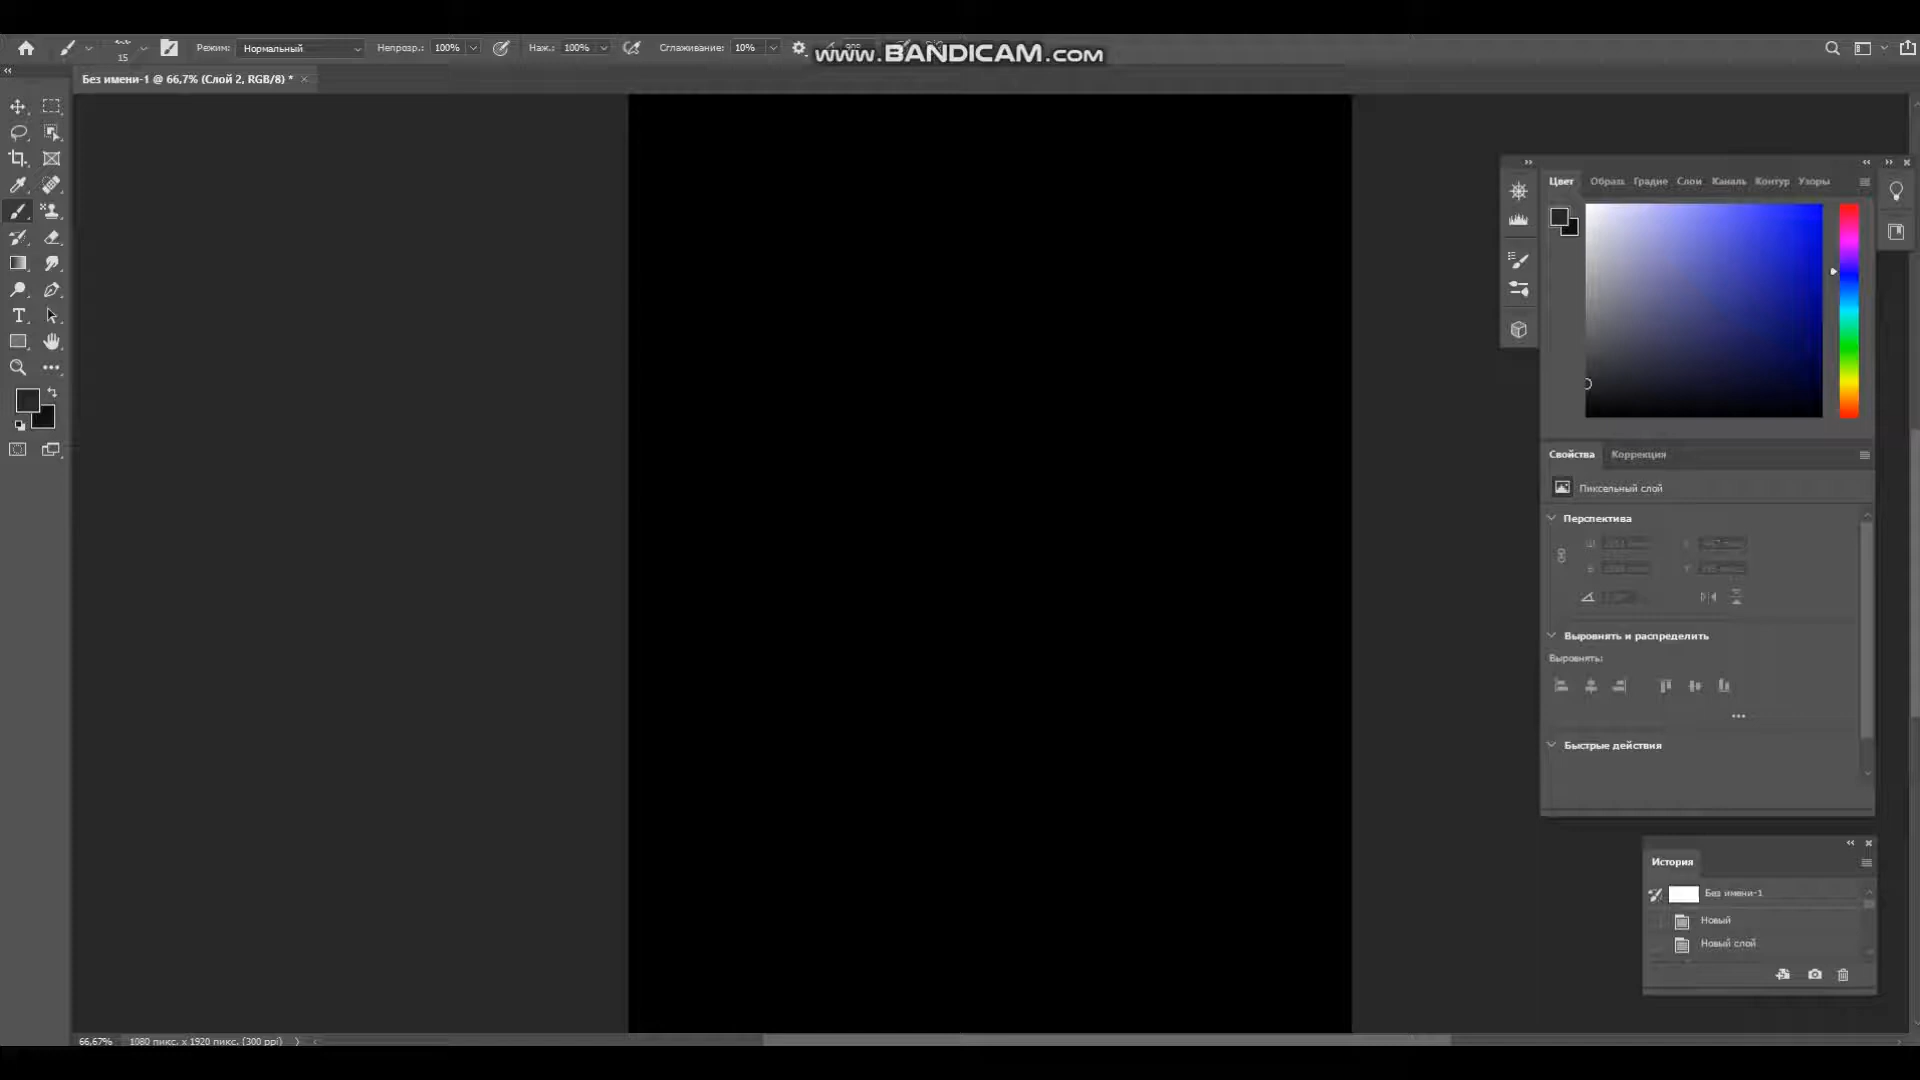 www.BANDICAM.com
15
Режим: Нормальный
Непрозр.: 100%
Наж.: 100%
Сглаживание: 10%
Без имени-1 @ 66,7% (Слой 2, RGB/8) *
Цвет Образь Градие Слои Каналь Контур Узоры
Свойства Коррекция
Пиксельный слой
Перспектива
Выровнять и распределить
Выровнять:
Быстрые действия
История
Без имени-1
Новый
Новый слой
66,67% 1080 пикс. x 1920 пикс. (300 ppi)